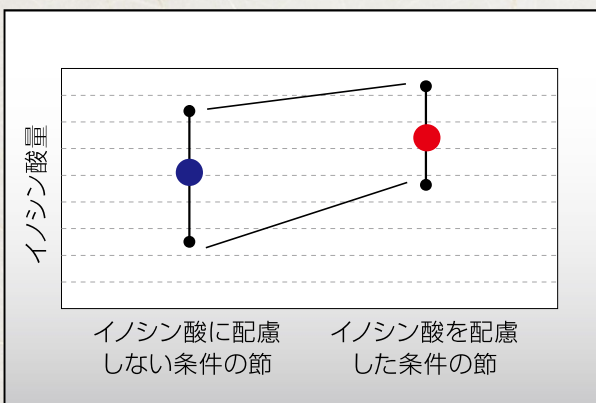 イノシン酸量
イノシン酸に配慮
しない条件の節
イノシン酸を配慮
した条件の節